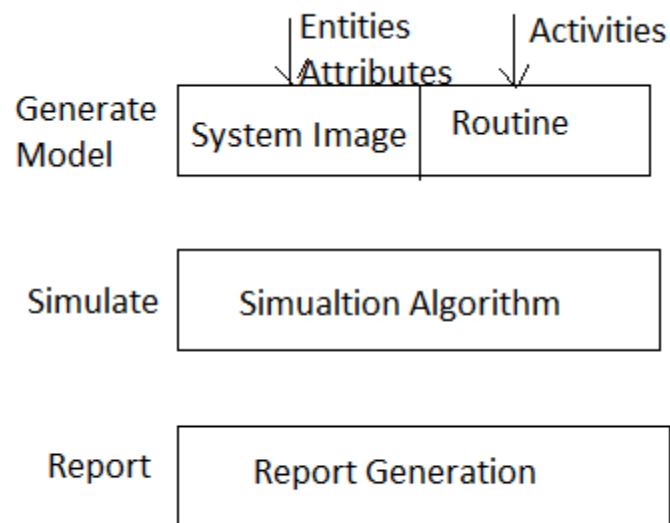 Entities
Attributes
Activities
Generate
Model
System Image
Routine
Simulate
Simualtion Algorithm
Report
Report Generation